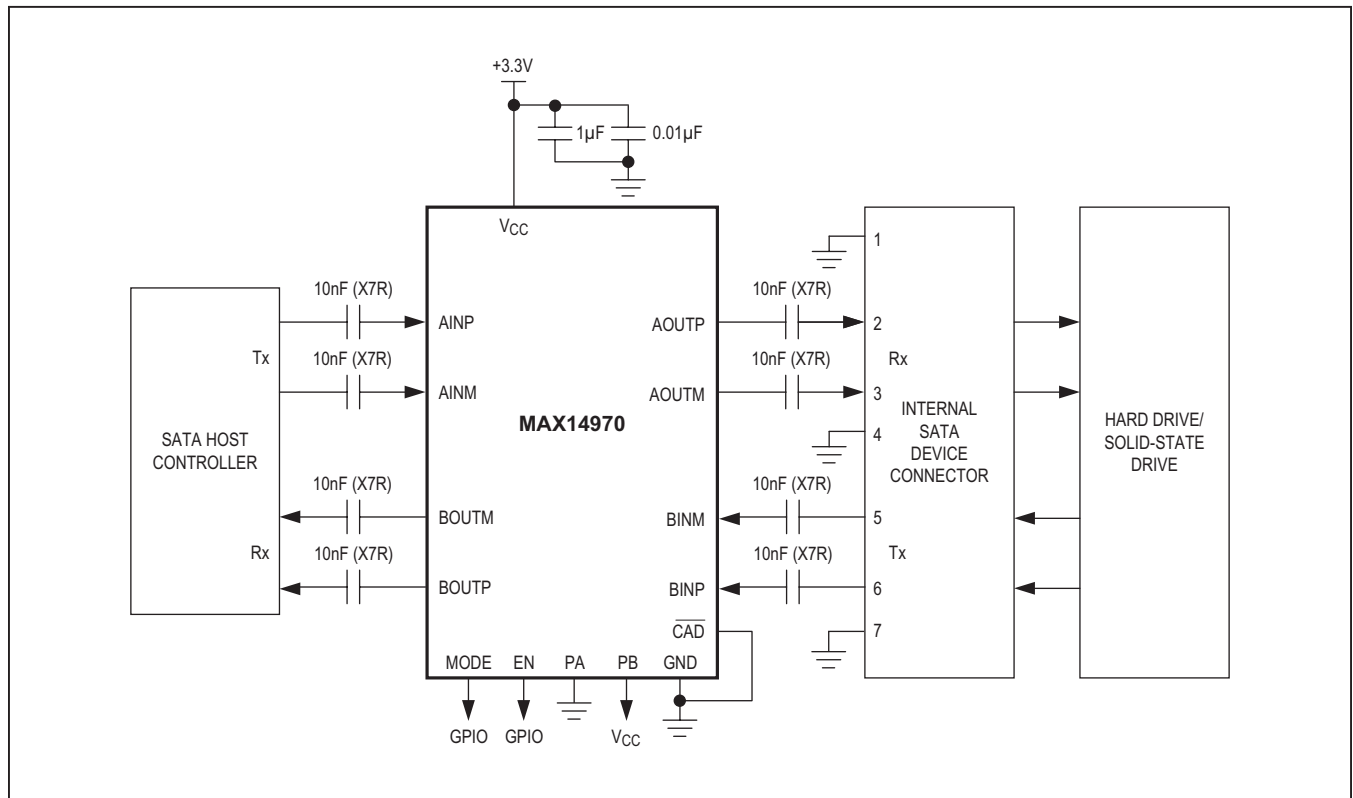 +3.3V
1µF
0.01µF
VCC
SATA HOST
CONTROLLER
Tx
Rx
10nF (X7R)
10nF (X7R)
10nF (X7R)
10nF (X7R)
AINP
AINM
BOUTM
BOUTP
MAX14970
AOUTP
AOUTM
BINM
BINP
CAD
MODE
EN
PA
PB
GND
GPIO
GPIO
VCC
10nF (X7R)
10nF (X7R)
10nF (X7R)
10nF (X7R)
1
2
Rx
3
4
INTERNAL
SATA
DEVICE
CONNECTOR
5
Tx
6
7
HARD DRIVE/
SOLID-STATE
DRIVE